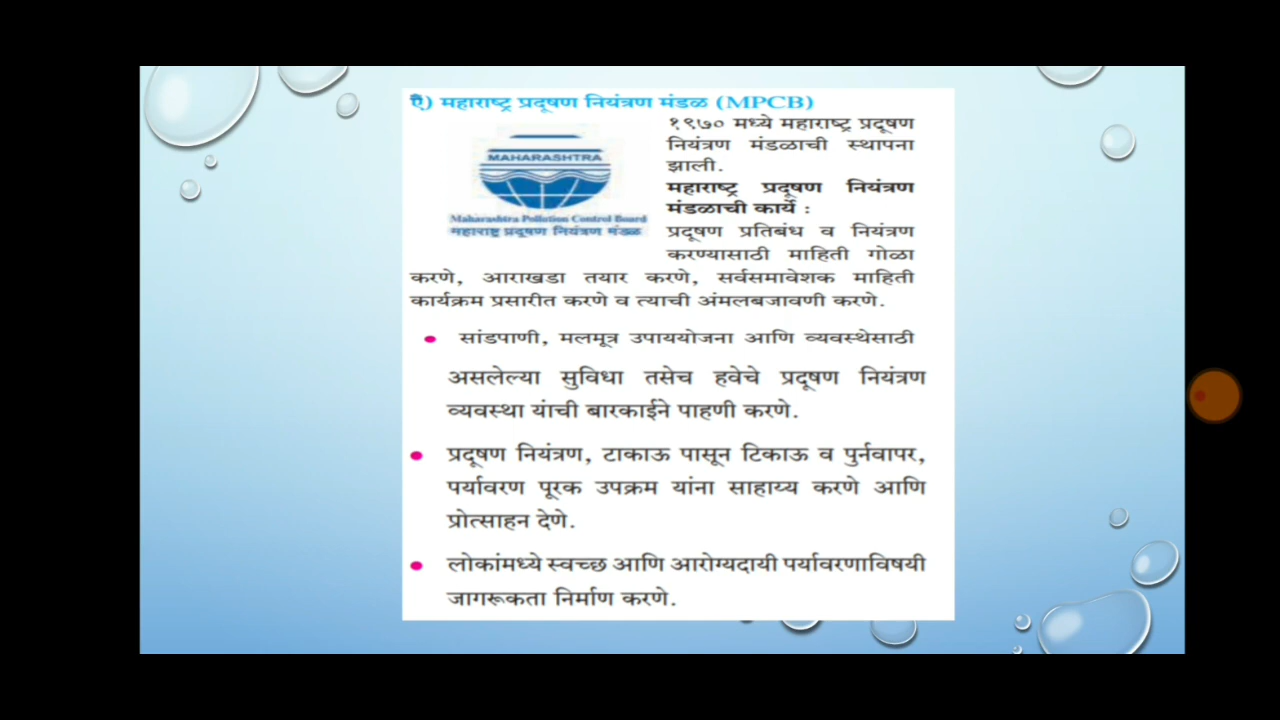 ऐ) महाराष्ट्र प्रदूषण नियंत्रण मंडळ (MPCB)
MAHARASHTRA
Maharashtra Pollution Control Board
महाराष्ट्र प्रदूषण नियंत्रण मंडळ
१९७० मध्ये महाराष्ट्र प्रदूषण
नियंत्रण मंडळाची स्थापना
झाली.
महाराष्ट्र प्रदूषण नियंत्रण
मंडळाची कार्ये :
प्रदूषण प्रतिबंध व नियंत्रण
करण्यासाठी माहिती गोळा
करणे, आराखडा तयार करणे, सर्वसमावेशक माहिती
कार्यक्रम प्रसारीत करणे व त्याची अंमलबजावणी करणे.
• सांडपाणी, मलमूत्र उपाययोजना आणि व्यवस्थेसाठी
असलेल्या सुविधा तसेच हवेचे प्रदूषण नियंत्रण
व्यवस्था यांची बारकाईने पाहणी करणे.
• प्रदूषण नियंत्रण, टाकाऊ पासून टिकाऊ व पुर्नवापर,
पर्यावरण पूरक उपक्रम यांना साहाय्य करणे आणि
प्रोत्साहन देणे.
• लोकांमध्ये स्वच्छ आणि आरोग्यदायी पर्यावरणाविषयी
जागरूकता निर्माण करणे.